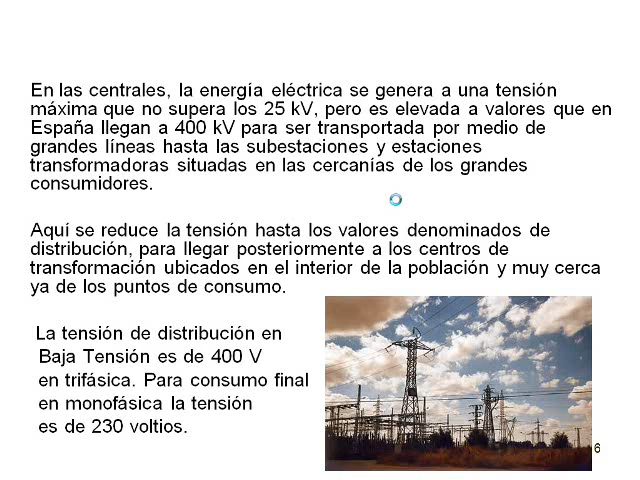 En las centrales, la energía eléctrica se genera a una tensión
máxima que no supera los 25 kV, pero es elevada a valores que en
España llegan a 400 kV para ser transportada por medio de
grandes líneas hasta las subestaciones y estaciones
transformadoras situadas en las cercanías de los grandes
consumidores.
Aquí se reduce la tensión hasta los valores denominados de
distribución, para llegar posteriormente a los centros de
transformación ubicados en el interior de la población y muy cerca
ya de los puntos de consumo.
La tensión de distribución en
Baja Tensión es de 400 V
en trifásica. Para consumo final
en monofásica la tensión
es de 230 voltios.
6